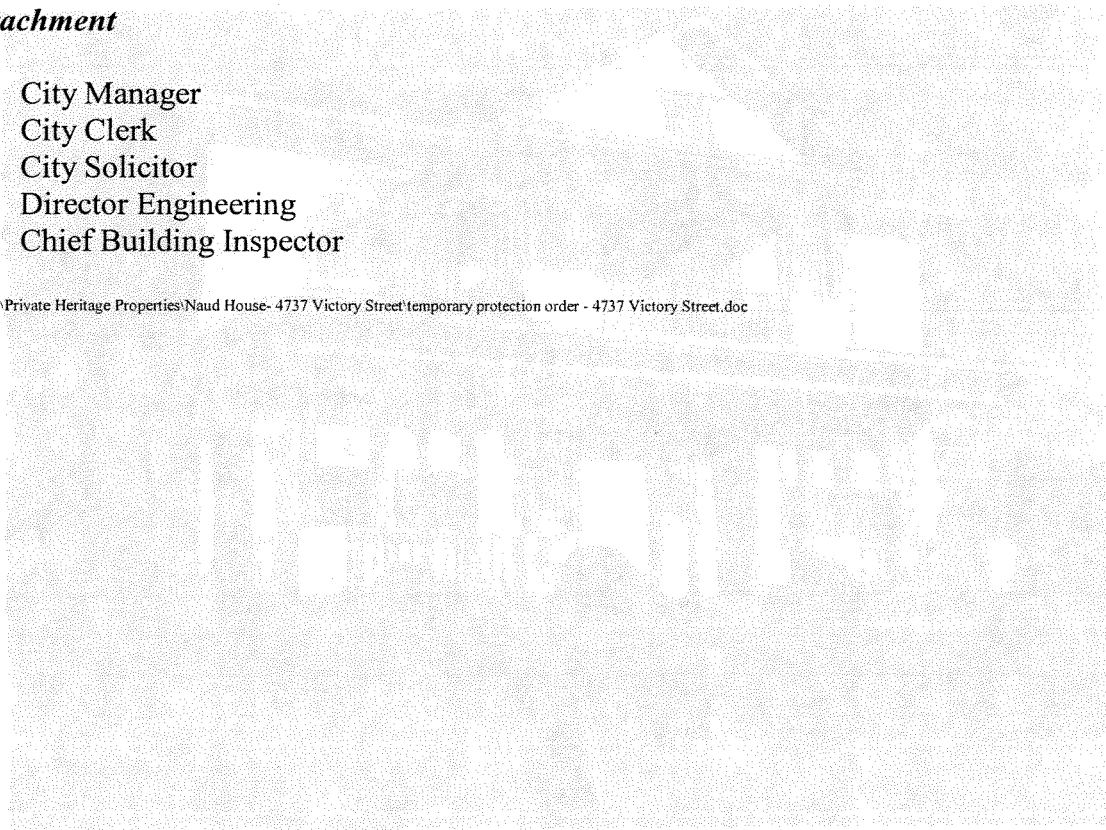 achment
City Manager
City Clerk
City Solicitor
Director Engineering
Chief Building Inspector
\Private Heritage Properties\Naud House- 4737 Victory Street\temporary protection order - 4737 Victory Street.doc